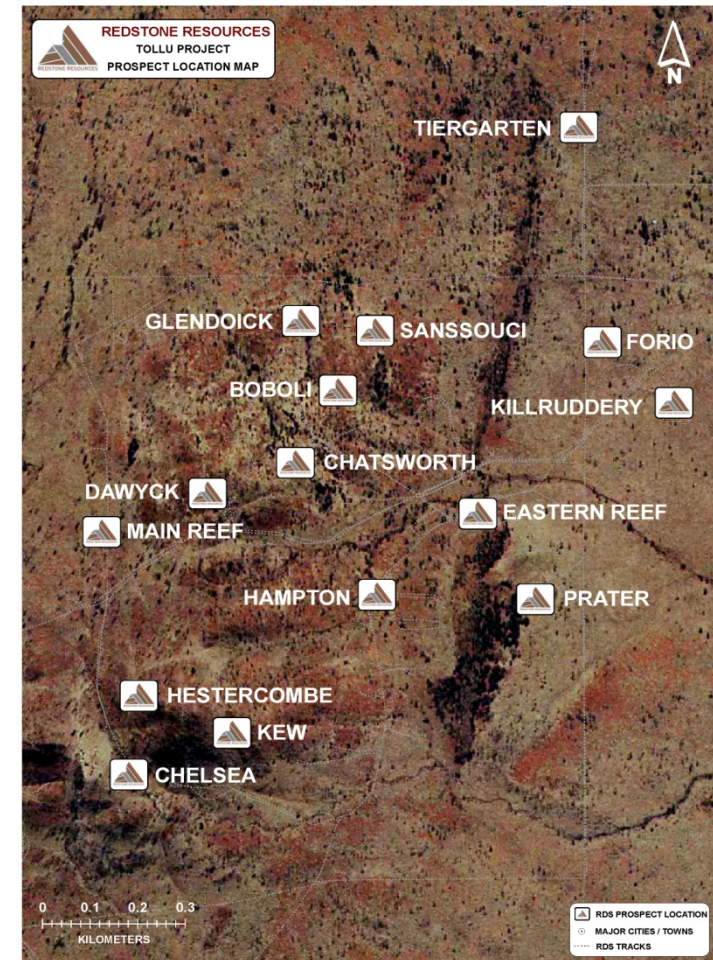 REDSTONE RESOURCES
TOLLU PROJECT
PROSPECT LOCATION MAP
REDSTONE RESOURCES
N
TIERGARTEN
GLENDOICK
SANSSOUCI
FORIO
BOBOLI
KILLRUDDERY
CHATSWORTH
DAWYCK
EASTERN REEF
MAIN REEF
HAMPTON
PRATER
HESTERCOMBE
KEW
CHELSEA
0 0.1 0.2 0.3
KILOMETERS
RDS PROSPECT LOCATION
MAJOR CITIES / TOWNS
RDS TRACKS